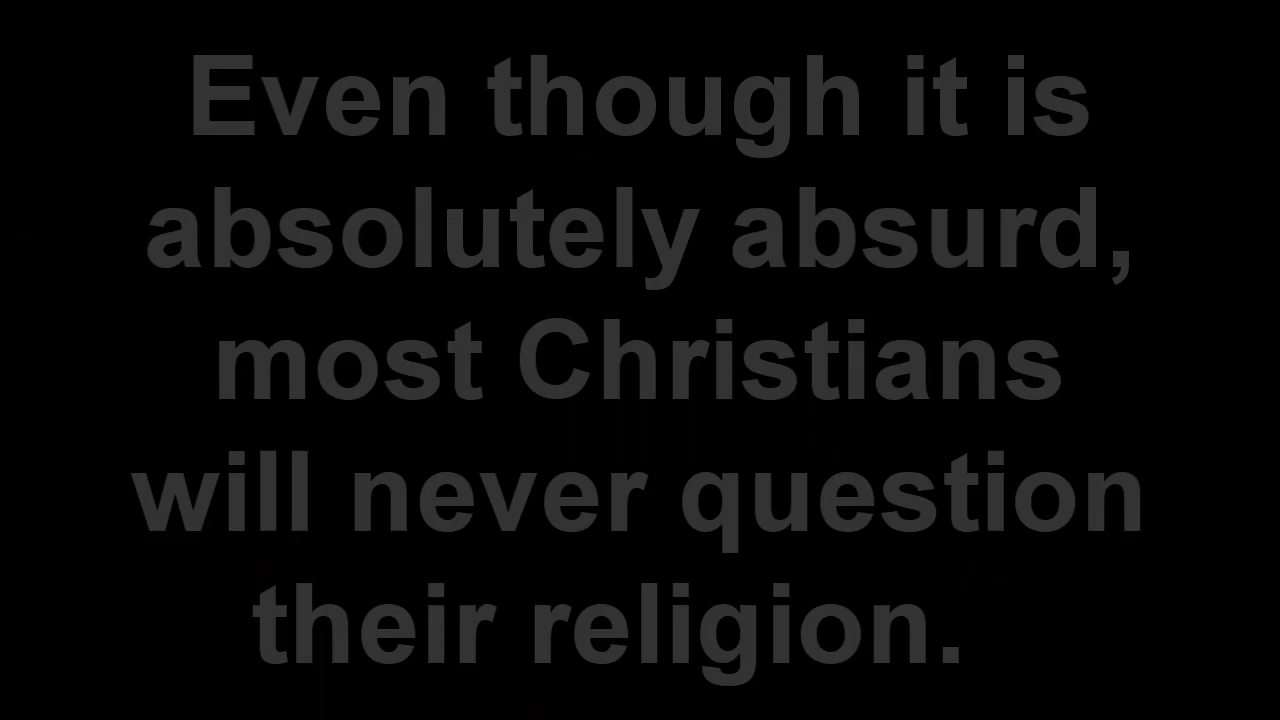 Even though it is
absolutely absurd,
most Christians
will never question
their religion.